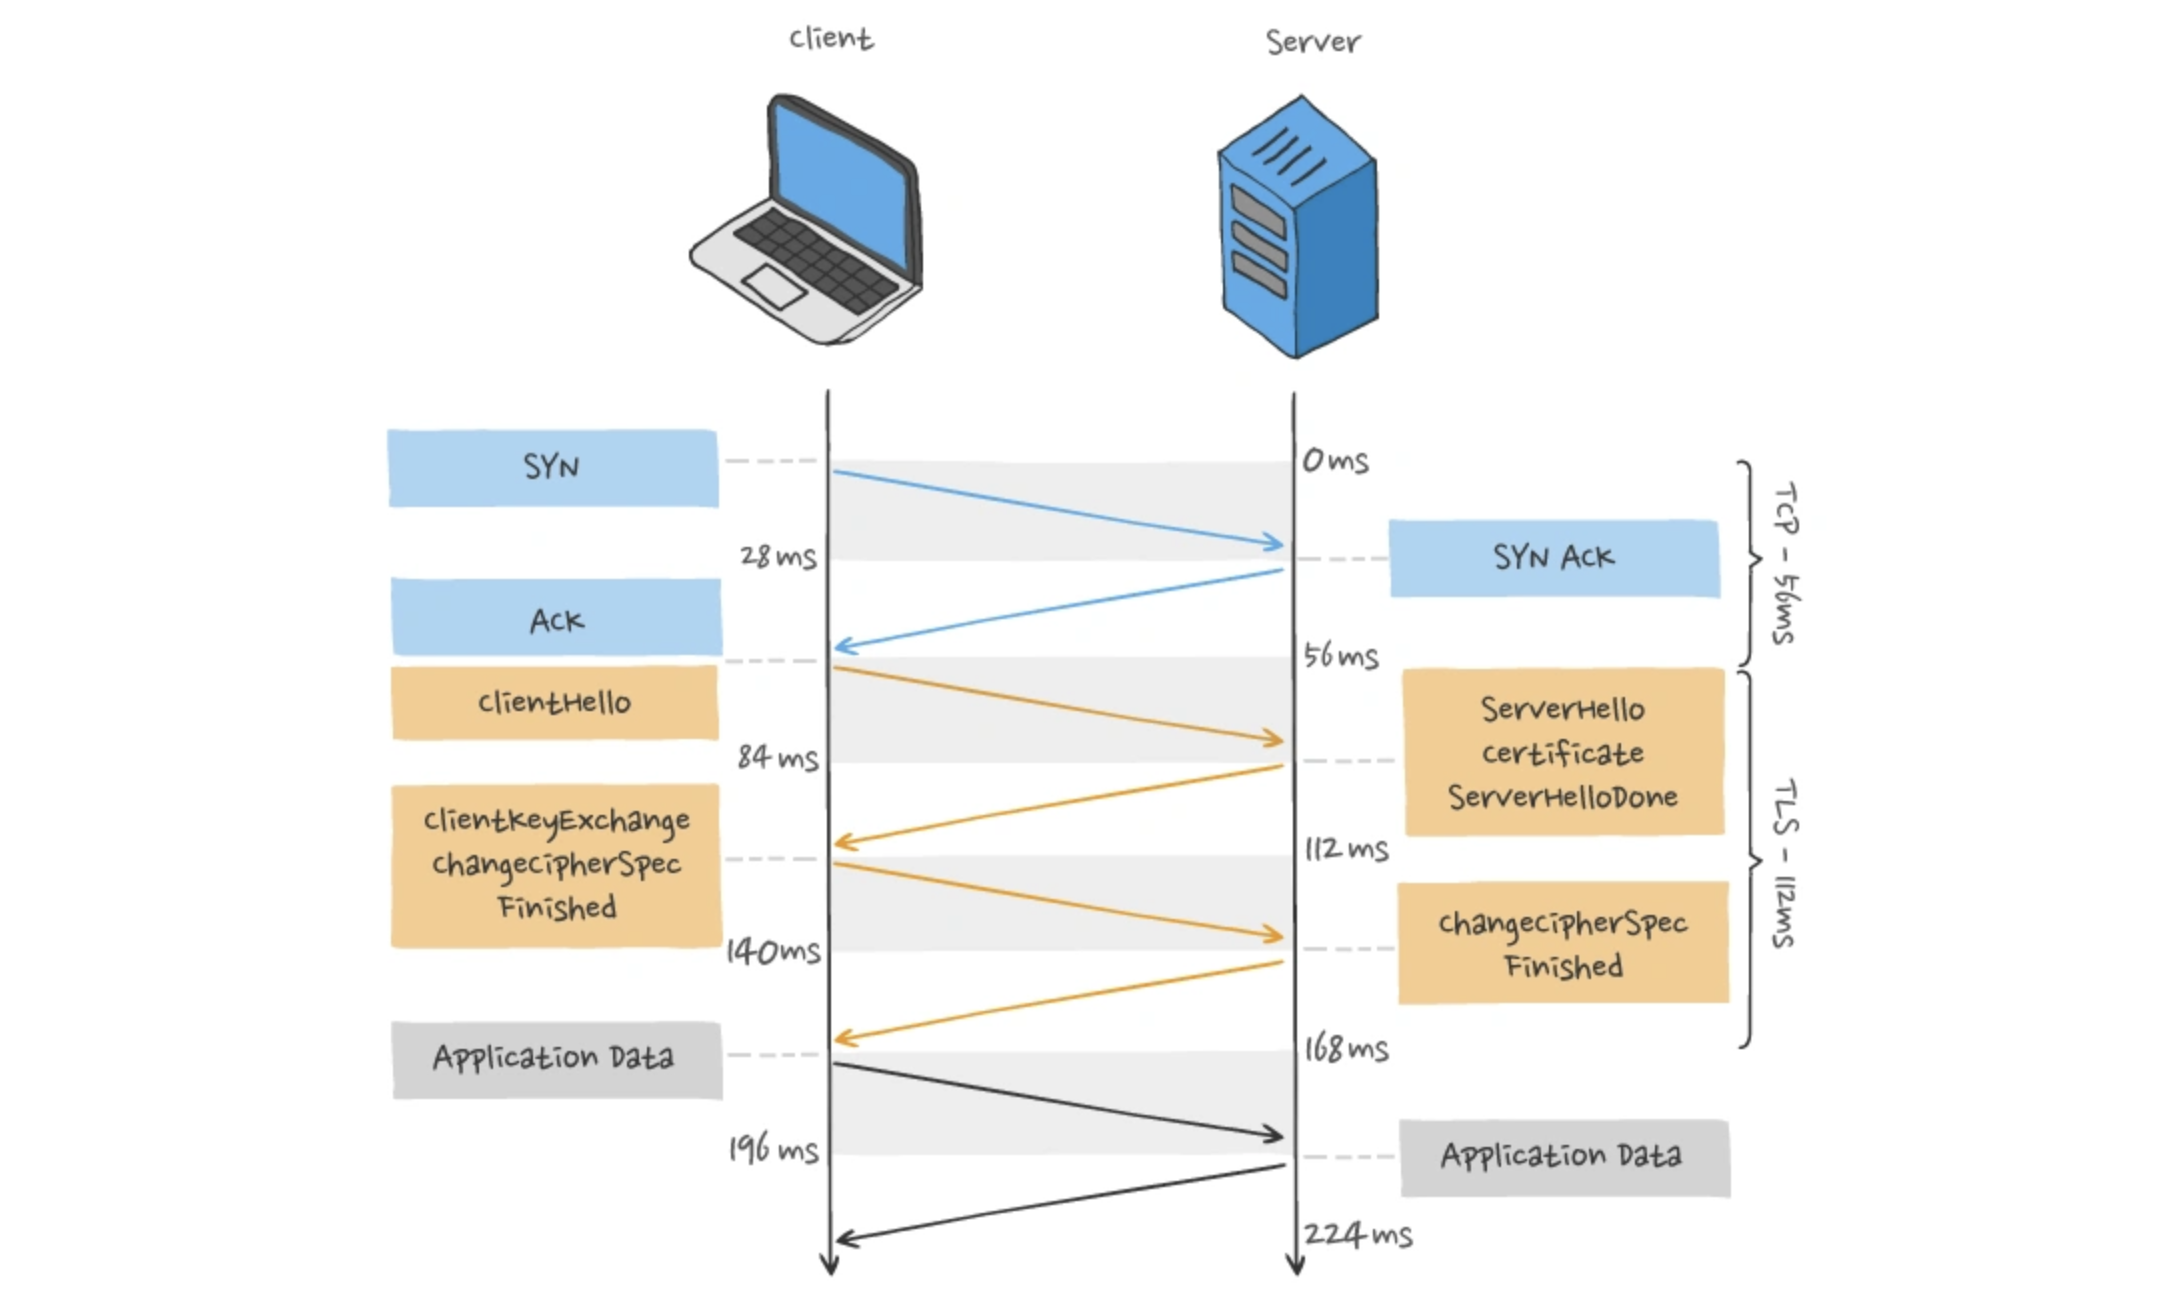 Client
Server
SYN
0ms
28ms
SYN Ack
TCP - 56ms
Ack
56ms
ClientHello
ServerHello
Certificate
ServerHelloDone
84ms
TLS - 112ms
ClientKeyExchange
ChangeCipherSpec
Finished
112ms
ChangeCipherSpec
Finished
140ms
Application Data
168ms
196ms
Application Data
224ms